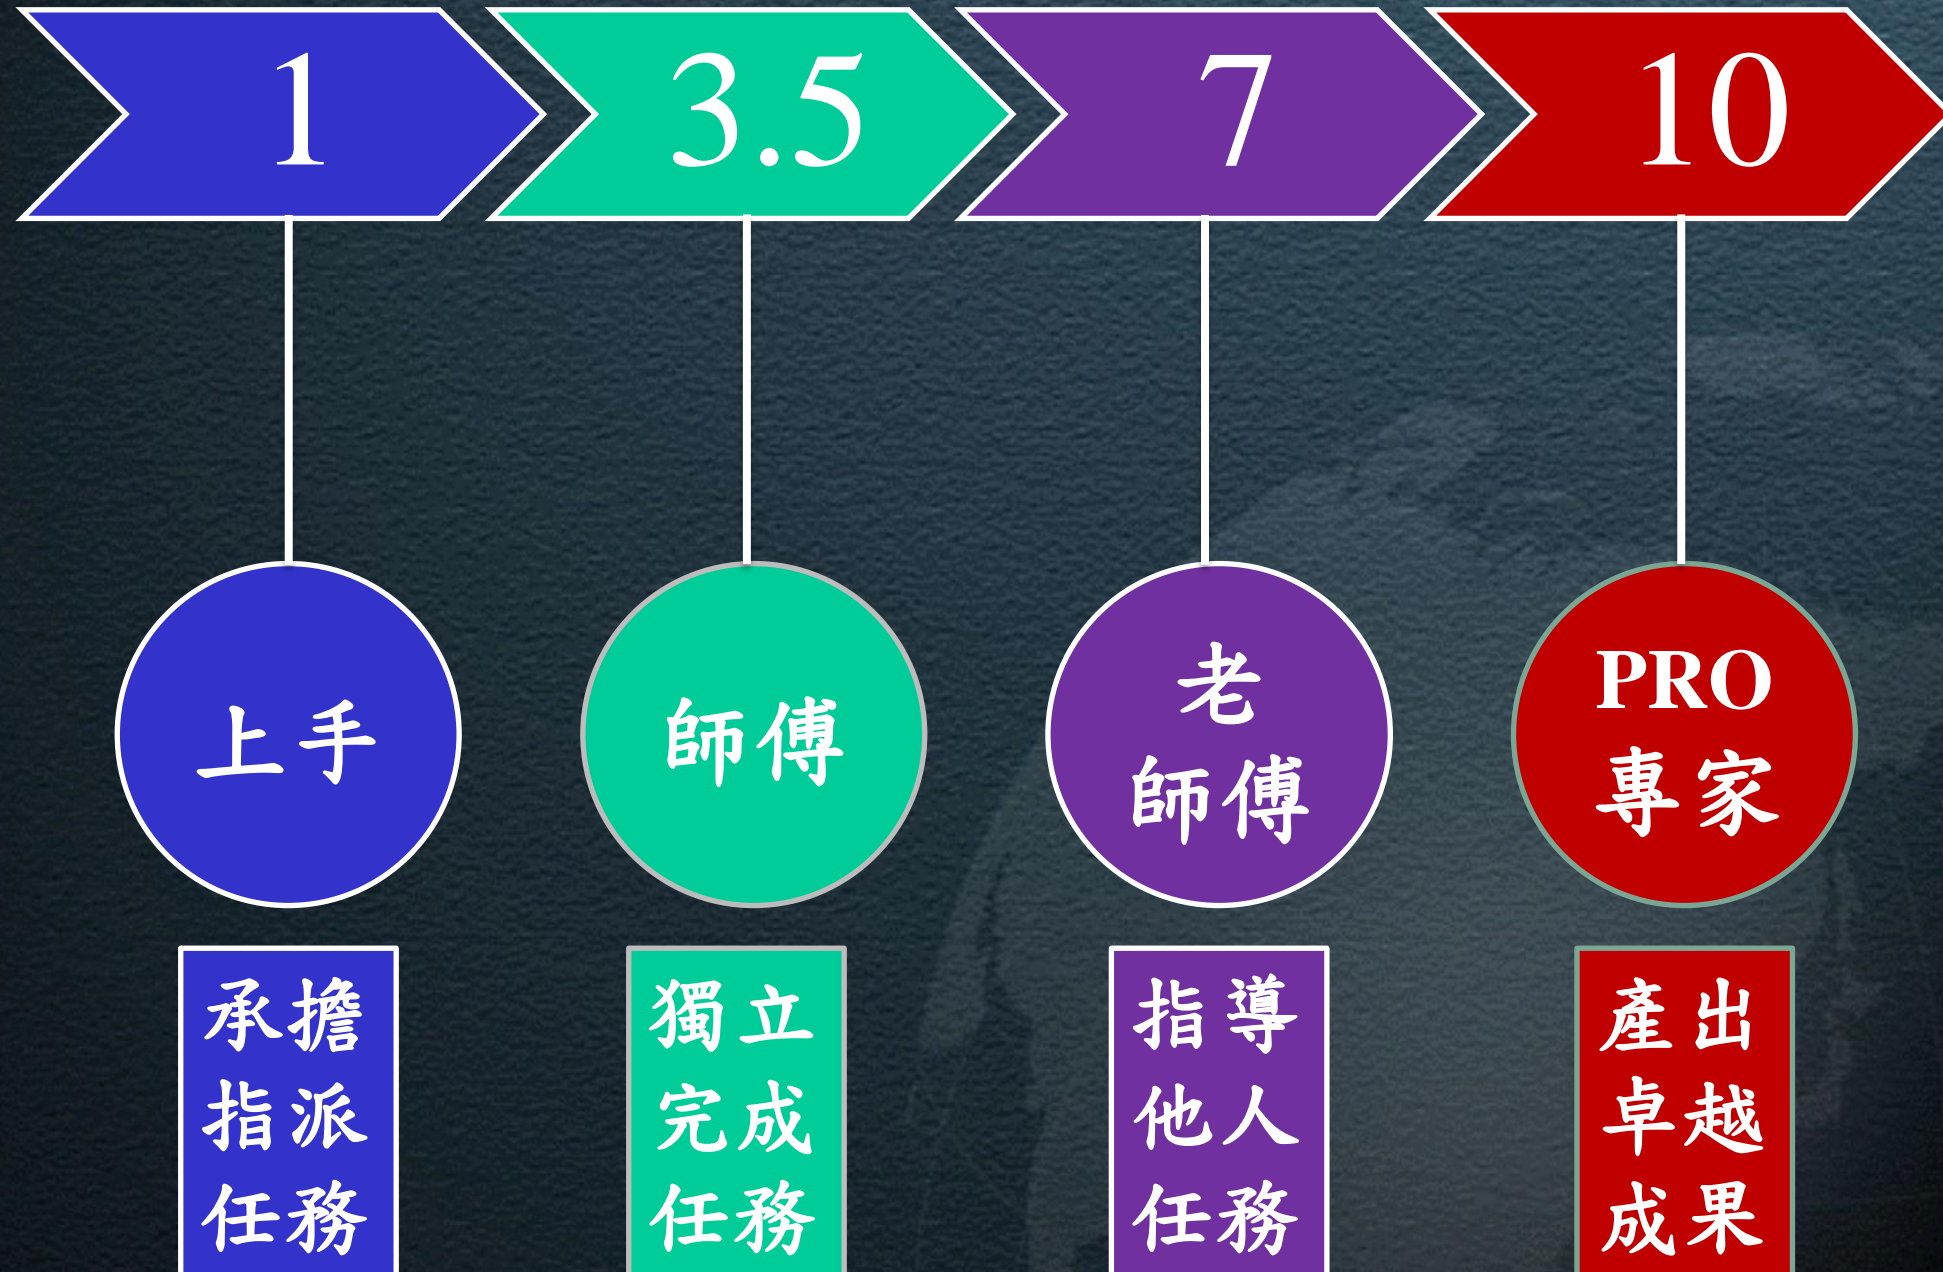 1
3.5
7
10
上手
師傅
老
師傅
PRO
專家
承擔
指派
任務
獨立
完成
任務
指導
他人
任務
產出
卓越
成果